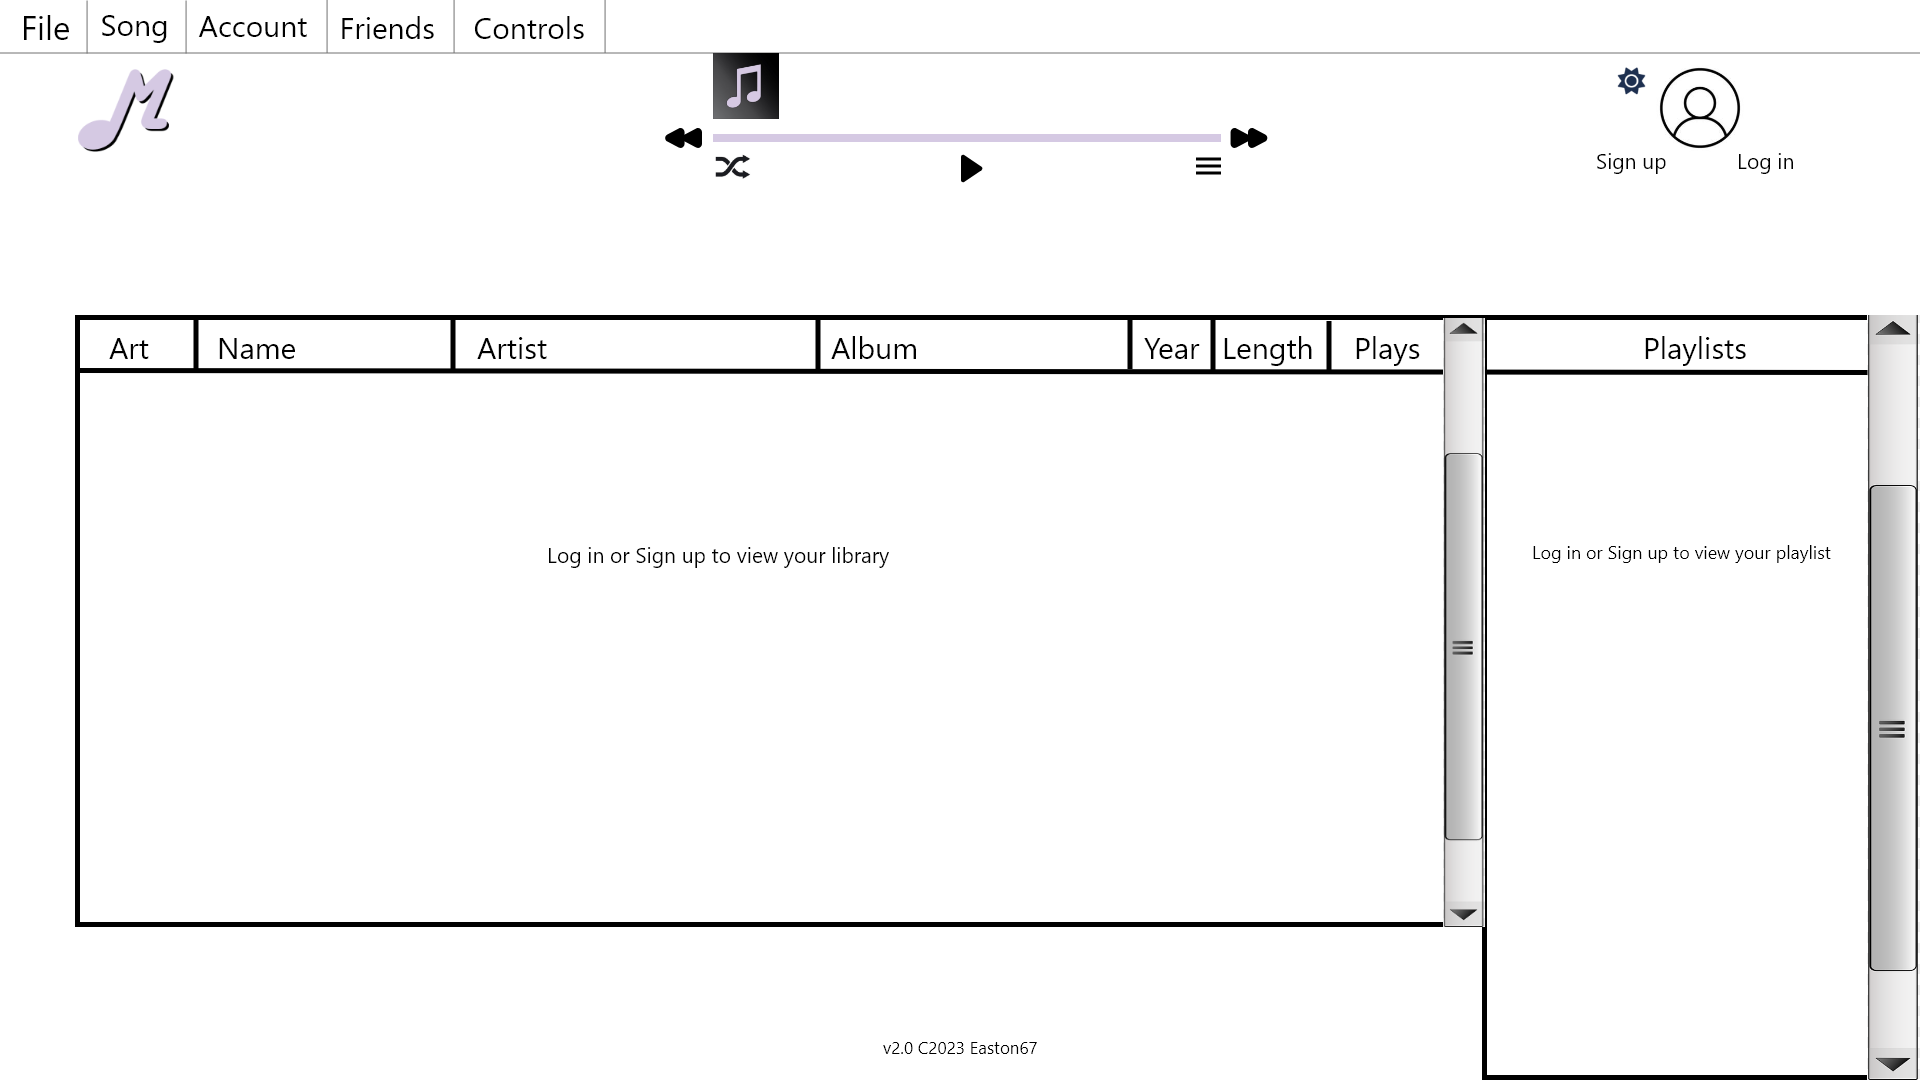 File
Song
Account
Friends
Controls
Sign up
Log in
Art
Name
Artist
Album
Year
Length
Plays
Playlists
Log in or Sign up to view your library
Log in or Sign up to view your playlist
v2.0 C2023 Easton67